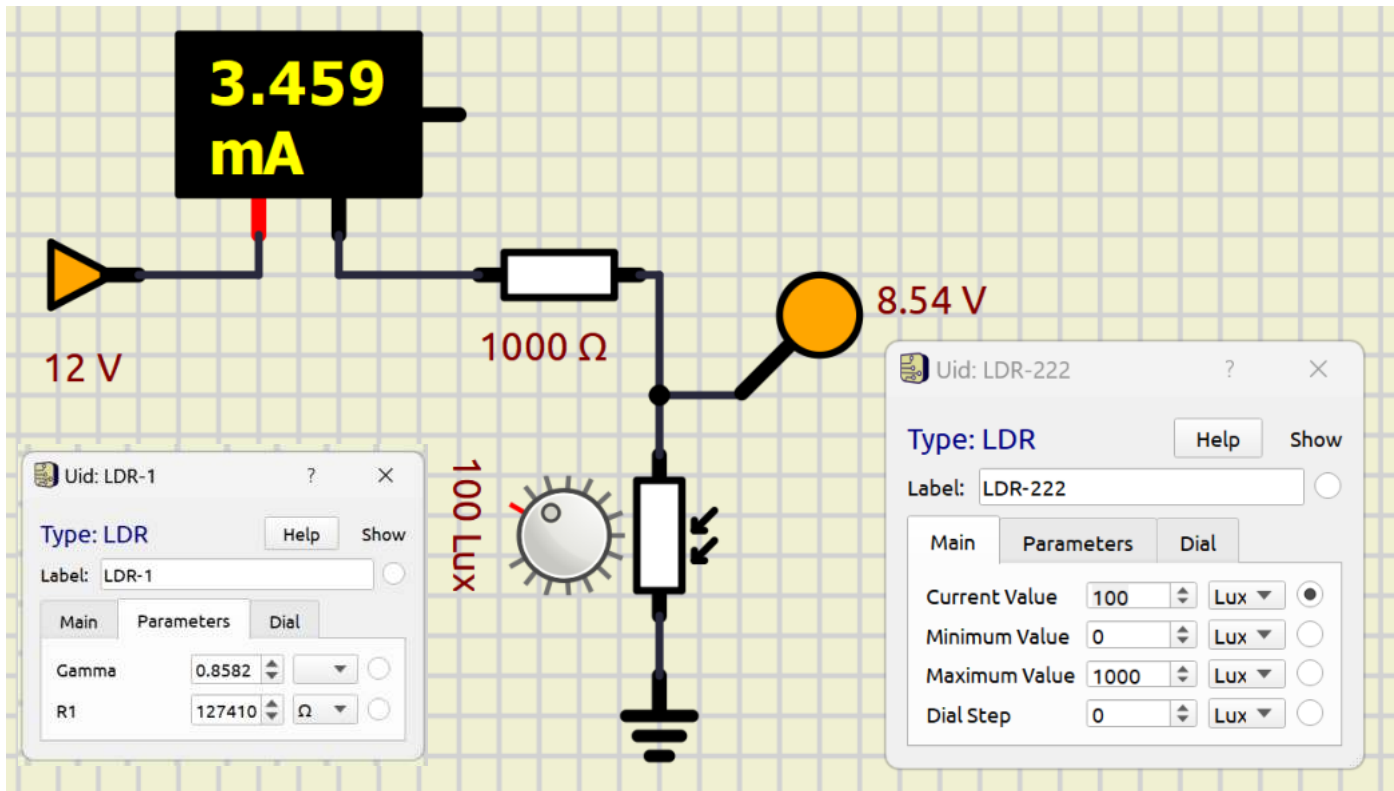 3.459
mA
12 V
1000 Ω
8.54 V
100 Lux
Uid: LDR-1 ?
Type: LDR Help Show
Label: LDR-1
Main Parameters Dial
Gamma 0.8582
R1 127410 Ω
Uid: LDR-222 ?
Type: LDR Help Show
Label: LDR-222
Main Parameters Dial
Current Value 100 Lux
Minimum Value 0 Lux
Maximum Value 1000 Lux
Dial Step 0 Lux